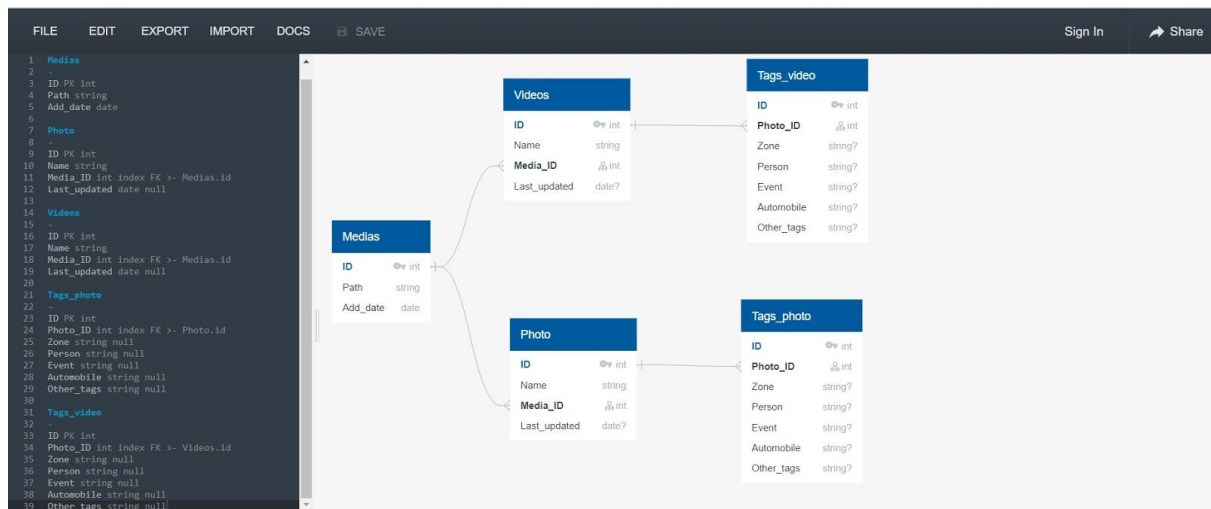 FILE EDIT EXPORT IMPORT DOCS SAVE Sign In Share
1 Medias
2 -
3 ID PK int
4 Path string
5 Add_date date
6
7 Photo
8 -
9 ID PK int
10 Name string
11 Media_ID int index FK >- Medias.id
12 Last_updated date null
13
14 Videos
15 -
16 ID PK int
17 Name string
18 Media_ID int index FK >- Medias.id
19 Last_updated date null
20
21 Tags_photo
22 -
23 ID PK int
24 Photo_ID int index FK >- Photo.id
25 Zone string null
26 Person string null
27 Event string null
28 Automobile string null
29 Other_tags string null
30
31 Tags_video
32 -
33 ID PK int
34 Photo_ID int index FK >- Videos.id
35 Zone string null
36 Person string null
37 Event string null
38 Automobile string null
39 Other_tags string null
Medias
ID int
Path string
Add_date date
Videos
ID int
Name string
Media_ID int
Last_updated date?
Photo
ID int
Name string
Media_ID int
Last_updated date?
Tags_video
ID int
Photo_ID int
Zone string?
Person string?
Event string?
Automobile string?
Other_tags string?
Tags_photo
ID int
Photo_ID int
Zone string?
Person string?
Event string?
Automobile string?
Other_tags string?